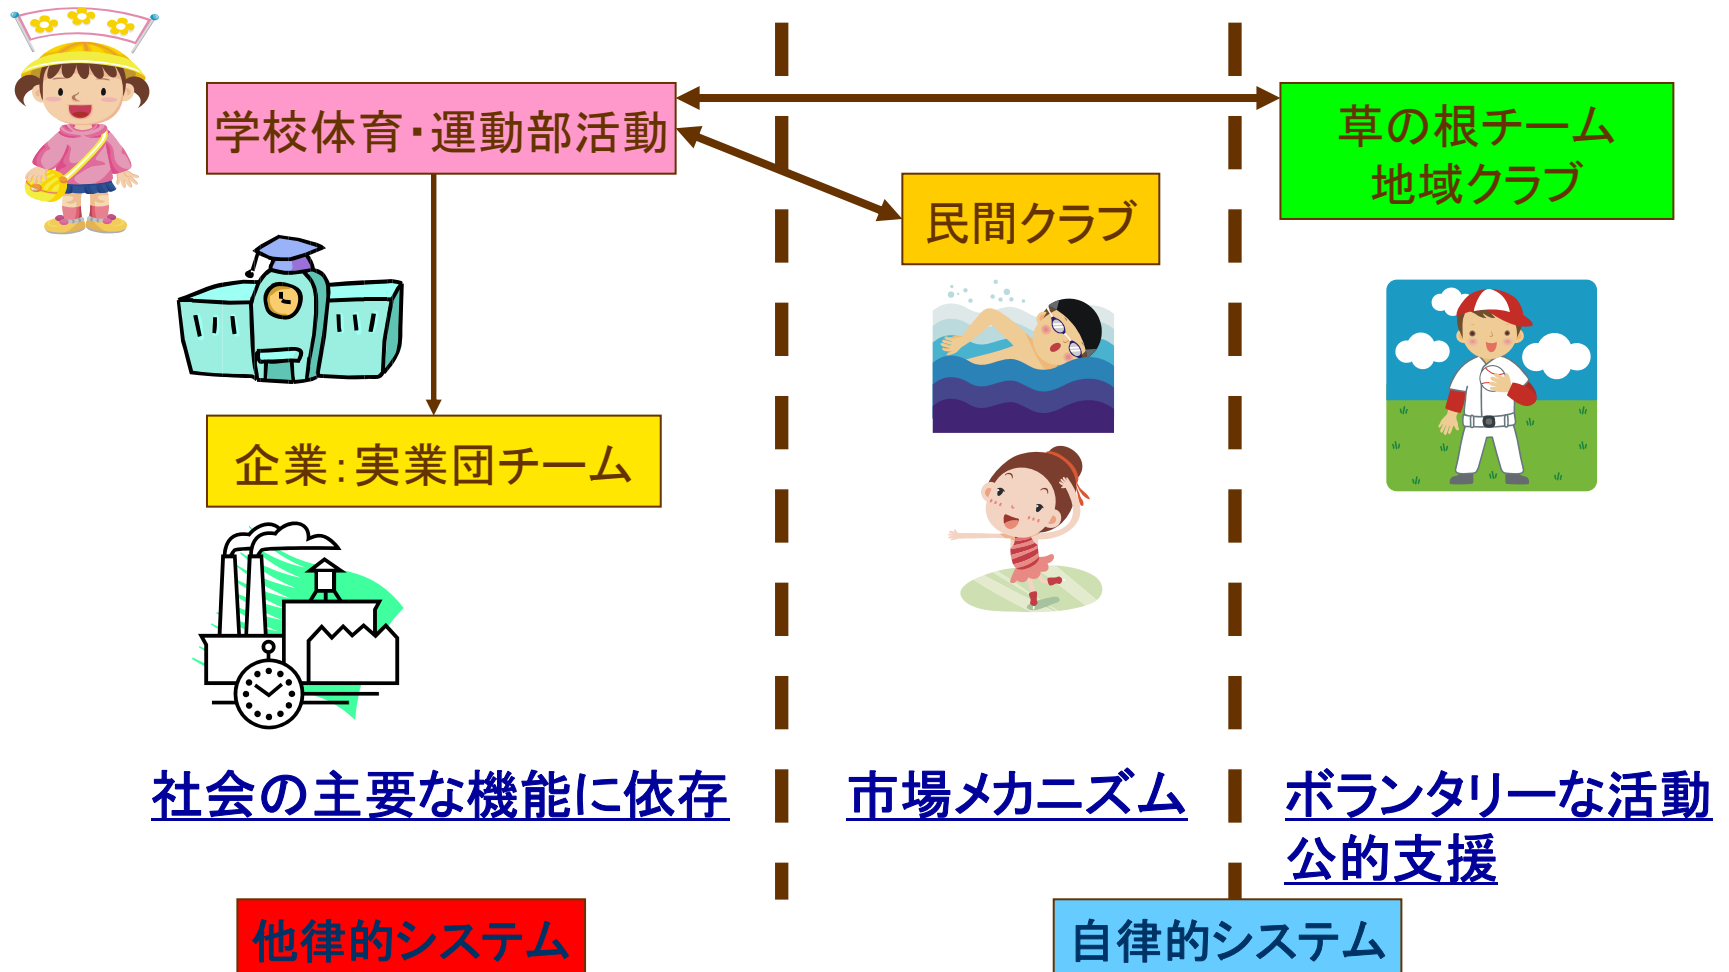 学校体育・運動部活動
草の根チーム
地域クラブ
民間クラブ
企業：実業団チーム
社会の主要な機能に依存
市場メカニズム
ボランタリーな活動
公的支援
他律的システム
自律的システム